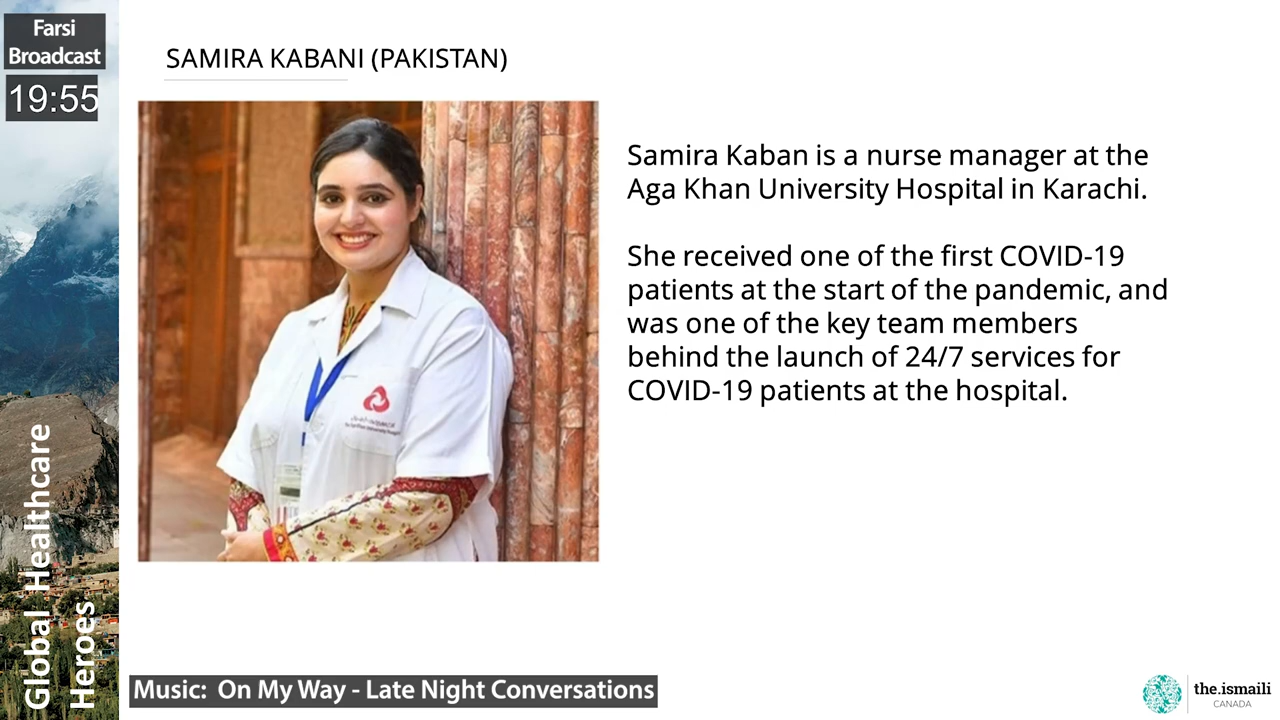 Farsi
Broadcast
19:55
SAMIRA KABANI (PAKISTAN)
Samira Kaban is a nurse manager at the
Aga Khan University Hospital in Karachi.
She received one of the first COVID-19
patients at the start of the pandemic, and
was one of the key team members
behind the launch of 24/7 services for
COVID-19 patients at the hospital.
Global Healthcare
Heroes
Music: On My Way - Late Night Conversations
the.ismaili
CANADA